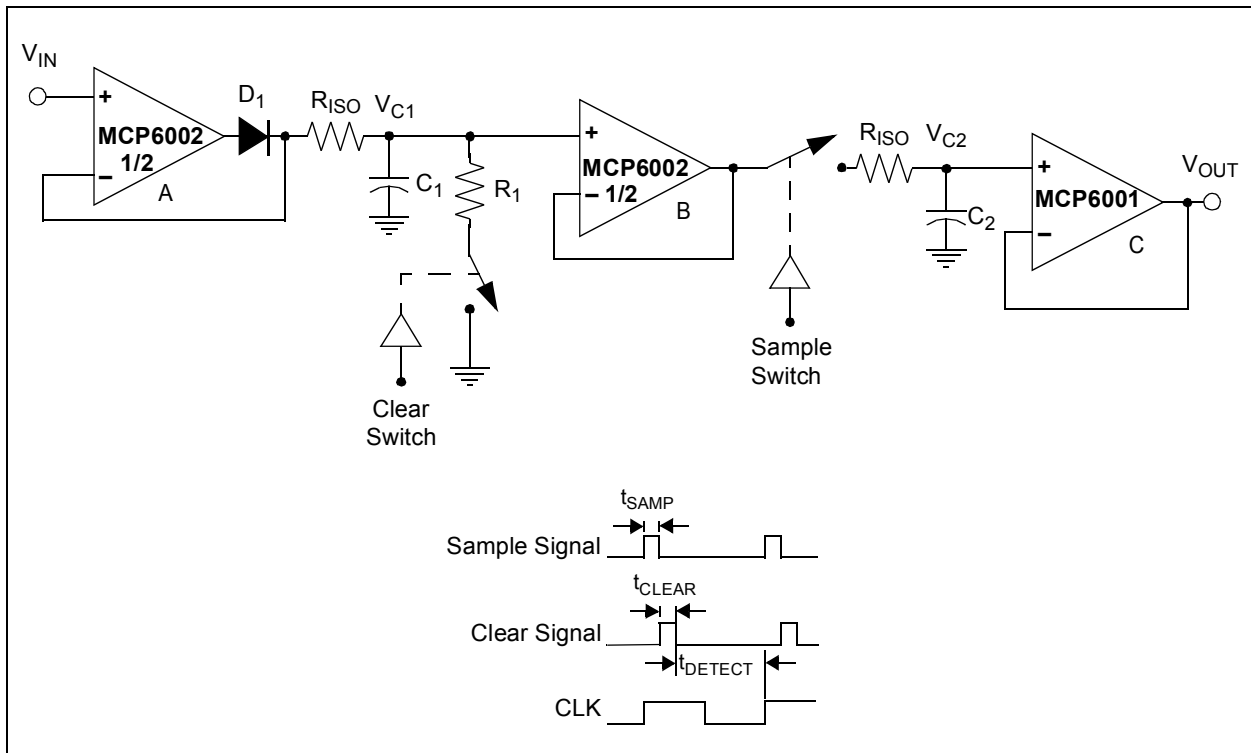 V_IN
+
MCP6002
1/2
−
A
D_1
R_ISO
V_C1
C_1
R_1
Clear
Switch
+
MCP6002
1/2
−
B
Sample
Switch
R_ISO
V_C2
C_2
+
MCP6001
−
C
V_OUT
t_SAMP
Sample Signal
t_CLEAR
Clear Signal
t_DETECT
CLK